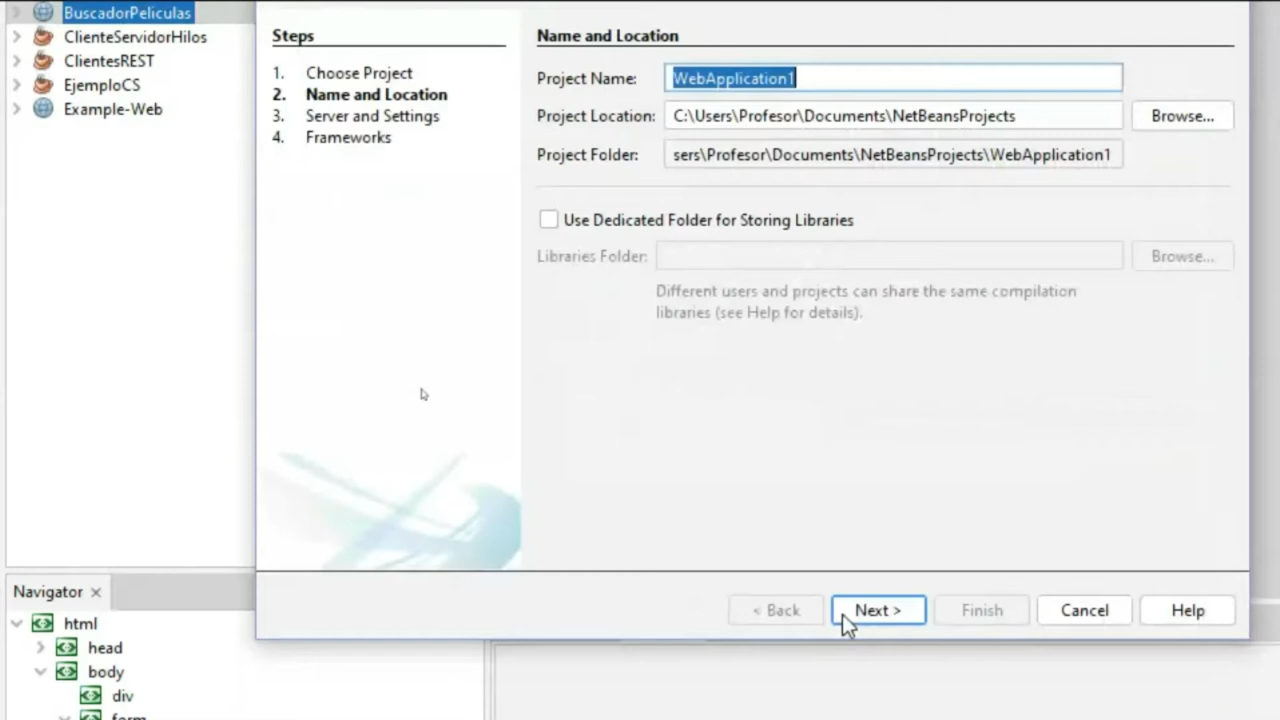 BuscadorPeliculas
ClienteServidorHilos
ClientesREST
EjemploCS
Example-Web
Steps
1. Choose Project
2. Name and Location
3. Server and Settings
4. Frameworks
Name and Location
Project Name: WebApplication1
Project Location: C:\Users\Profesor\Documents\NetBeansProjects Browse...
Project Folder: sers\Profesor\Documents\NetBeansProjects\WebApplication1
Use Dedicated Folder for Storing Libraries
Libraries Folder: Browse...
Different users and projects can share the same compilation
libraries (see Help for details).
< Back Next > Finish Cancel Help
Navigator
html
head
body
div
form